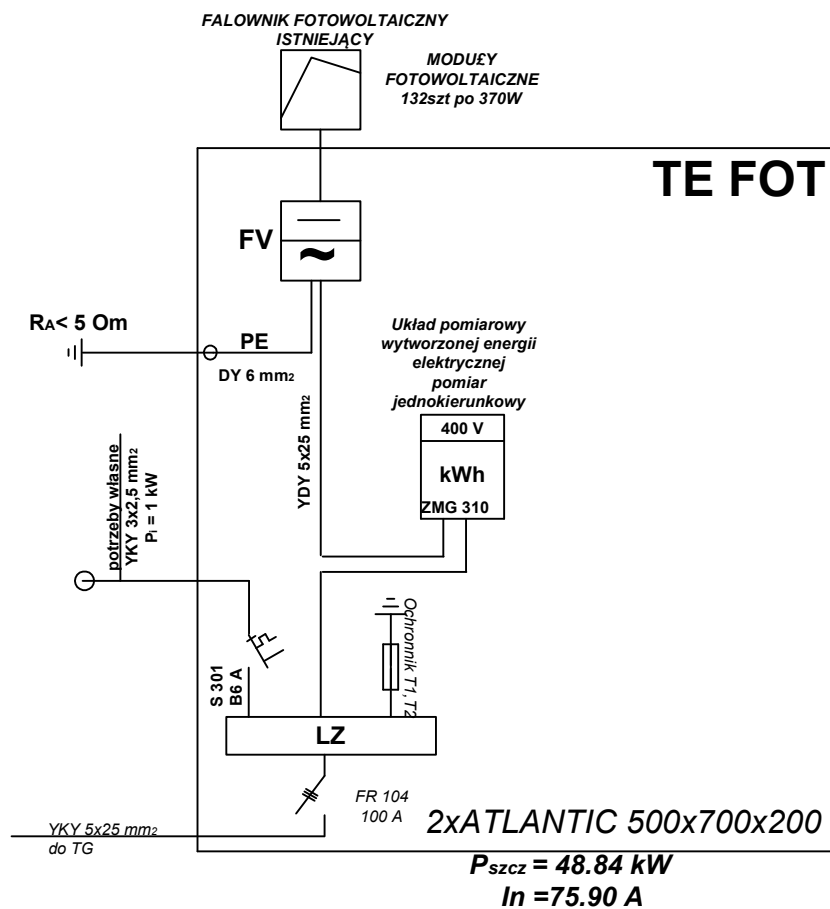 FALOWNIK FOTOWOLTAICZNY
ISTNIEJĄCY
MODU£Y
FOTOWOLTAICZNE
132szt po 370W
TE FOT
FV
RA< 5 Om
PE
DY 6 mm2
Układ pomiarowy
wytworzonej energii
elektrycznej
pomiar
jednokierunkowy
400 V
kWh
ZMG 310
YDY 5x25 mm2
potrzeby własne
YKY 3x2,5 mm2
Pi = 1 kW
S 301
B6 A
Ochronnik T1, T2
LZ
FR 104
100 A
YKY 5x25 mm2
do TG
2xATLANTIC 500x700x200
Pszcz = 48.84 kW
In =75.90 A